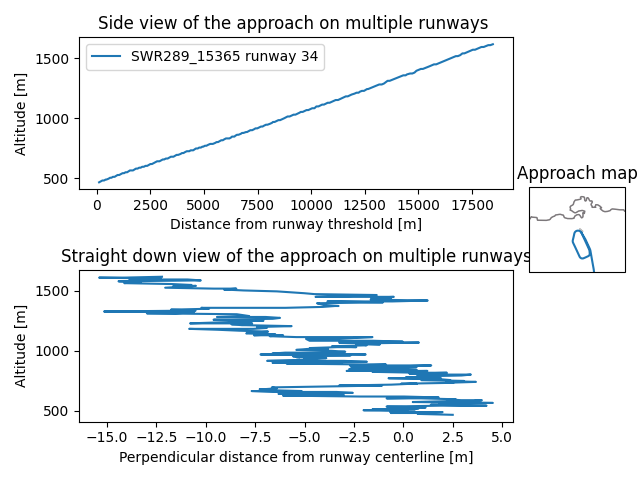 Side view of the approach on multiple runways
SWR289_15365 runway 34
Altitude [m]
1500
1000
500
0 2500 5000 7500 10000 12500 15000 17500
Distance from runway threshold [m]
Approach map
Straight down view of the approach on multiple runways
Altitude [m]
1500
1000
500
−15.0 −12.5 −10.0 −7.5 −5.0 −2.5 0.0 2.5 5.0
Perpendicular distance from runway centerline [m]